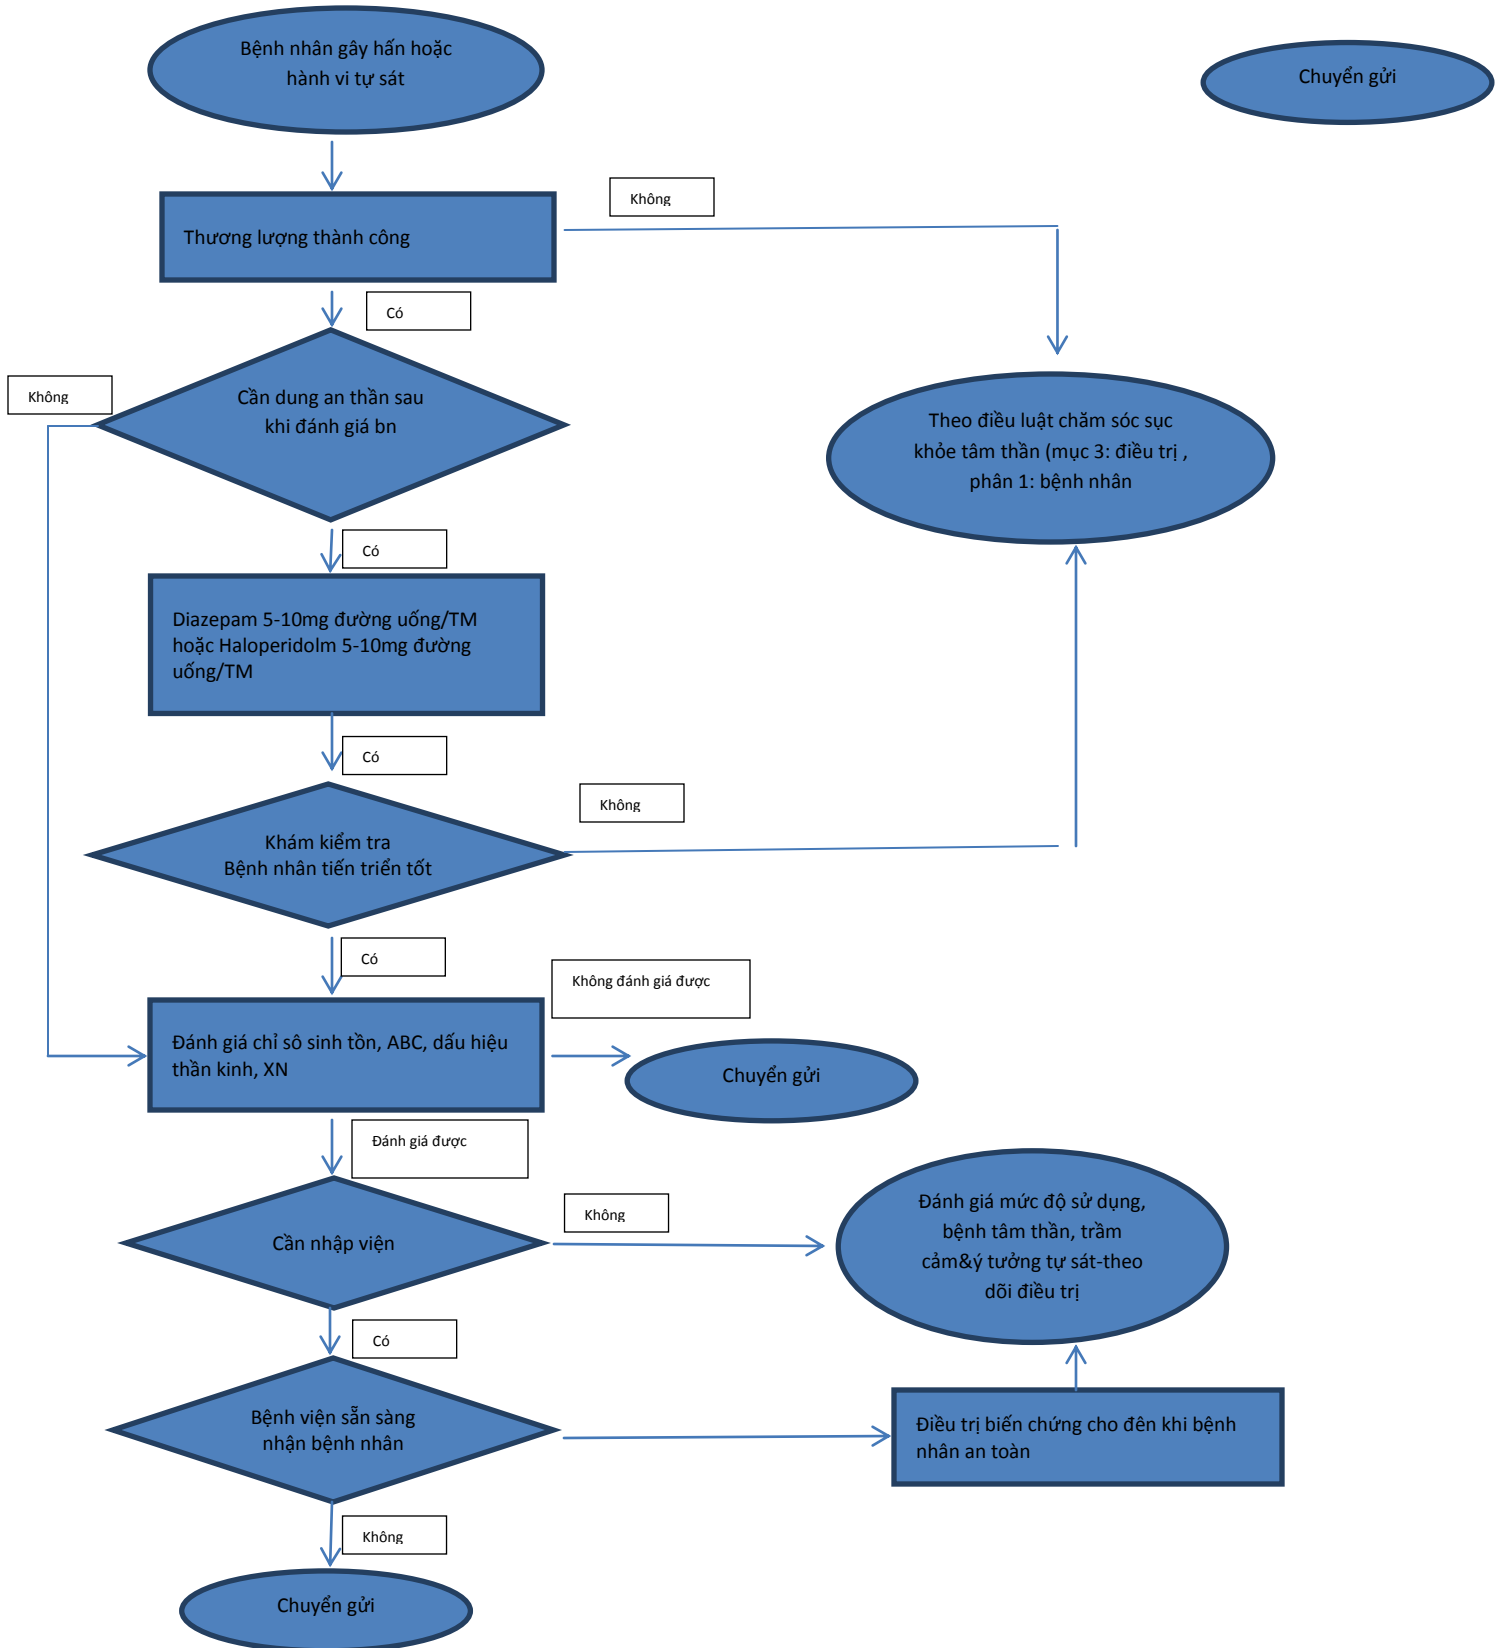 Bệnh nhân gây hấn hoặc
hành vi tự sát
Chuyển gửi
Không
Thương lượng thành công
Có
Không
Cần dung an thần sau
khi đánh giá bn
Theo điều luật chăm sóc sục
khỏe tâm thần (mục 3: điều trị ,
phân 1: bệnh nhân
Có
Diazepam 5-10mg đường uống/TM
hoặc Haloperidolm 5-10mg đường
uống/TM
Có
Không
Khám kiểm tra
Bệnh nhân tiến triển tốt
Có
Không đánh giá được
Đánh giá chỉ sô sinh tồn, ABC, dấu hiệu
thần kinh, XN
Chuyển gửi
Đánh giá được
Không
Cần nhập viện
Đánh giá mức độ sử dụng,
bệnh tâm thần, trầm
cảm&ý tưởng tự sát-theo
dõi điều trị
Có
Bệnh viện sẵn sàng
nhận bệnh nhân
Điều trị biến chứng cho đên khi bệnh
nhân an toàn
Không
Chuyển gửi